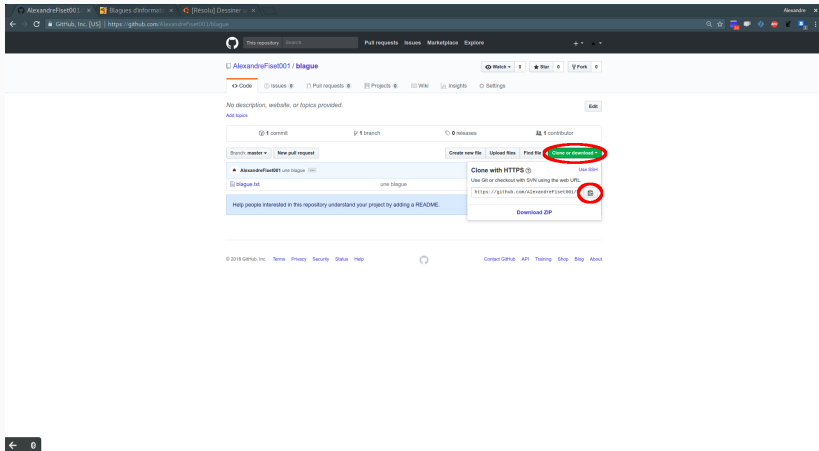 AlexandreFiset001 × Blagues d'informati × [Résolu] Dessiner × Alexandre
GitHub, Inc. [US] | https://github.com/AlexandreFiset001/blague
This repository Search Pull requests Issues Marketplace Explore
AlexandreFiset001 / blague Watch 0 Star 0 Fork 0
Code Issues 0 Pull requests 0 Projects 0 Wiki Insights Settings
No description, website, or topics provided. Edit
Add topics
1 commit 1 branch 0 releases 1 contributor
Branch: master New pull request Create new file Upload files Find file Clone or download
AlexandreFiset001 une blague Clone with HTTPS Use SSH
Use Git or checkout with SVN using the web URL.
blague.txt une blague https://github.com/AlexandreFiset001/
Help people interested in this repository understand your project by adding a README. Download ZIP
© 2018 GitHub, Inc. Terms Privacy Security Status Help Contact GitHub API Training Shop Blog About